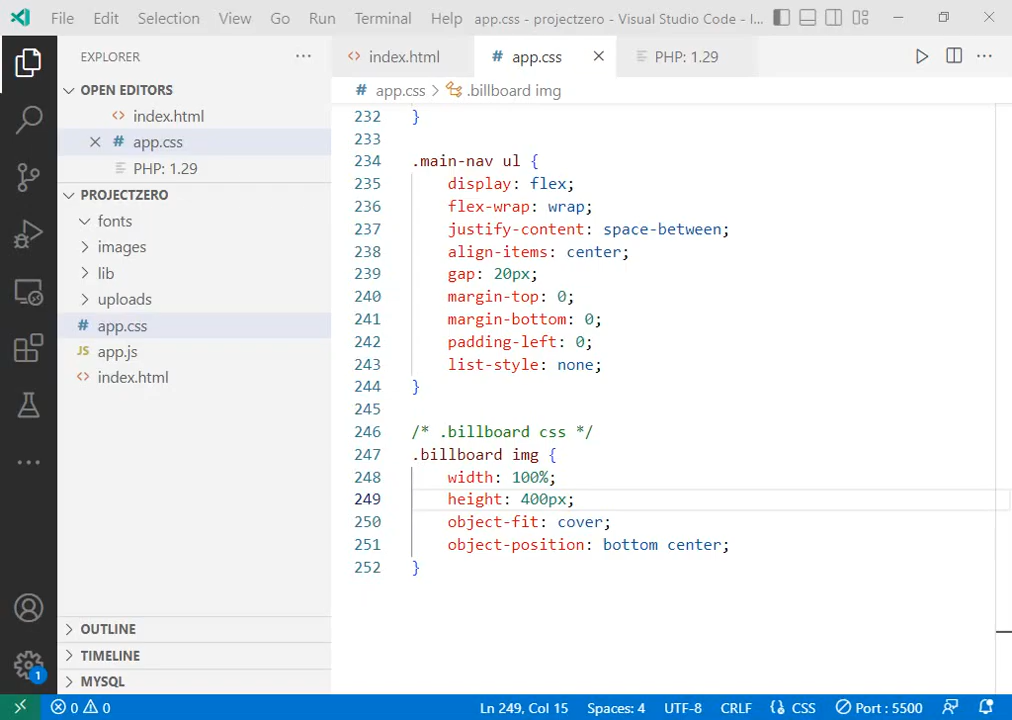 File Edit Selection View Go Run Terminal Help app.css - projectzero - Visual Studio Code - I...
EXPLORER
index.html app.css PHP: 1.29
OPEN EDITORS
index.html
app.css
PHP: 1.29
PROJECTZERO
fonts
images
lib
uploads
app.css
JS app.js
index.html
OUTLINE
TIMELINE
MYSQL
1
# app.css > .billboard img
232 }
233
234 .main-nav ul {
235 display: flex;
236 flex-wrap: wrap;
237 justify-content: space-between;
238 align-items: center;
239 gap: 20px;
240 margin-top: 0;
241 margin-bottom: 0;
242 padding-left: 0;
243 list-style: none;
244 }
245
246 /* .billboard css */
247 .billboard img {
248 width: 100%;
249 height: 400px;
250 object-fit: cover;
251 object-position: bottom center;
252 }
0 0 Ln 249, Col 15 Spaces: 4 UTF-8 CRLF {} CSS Port : 5500